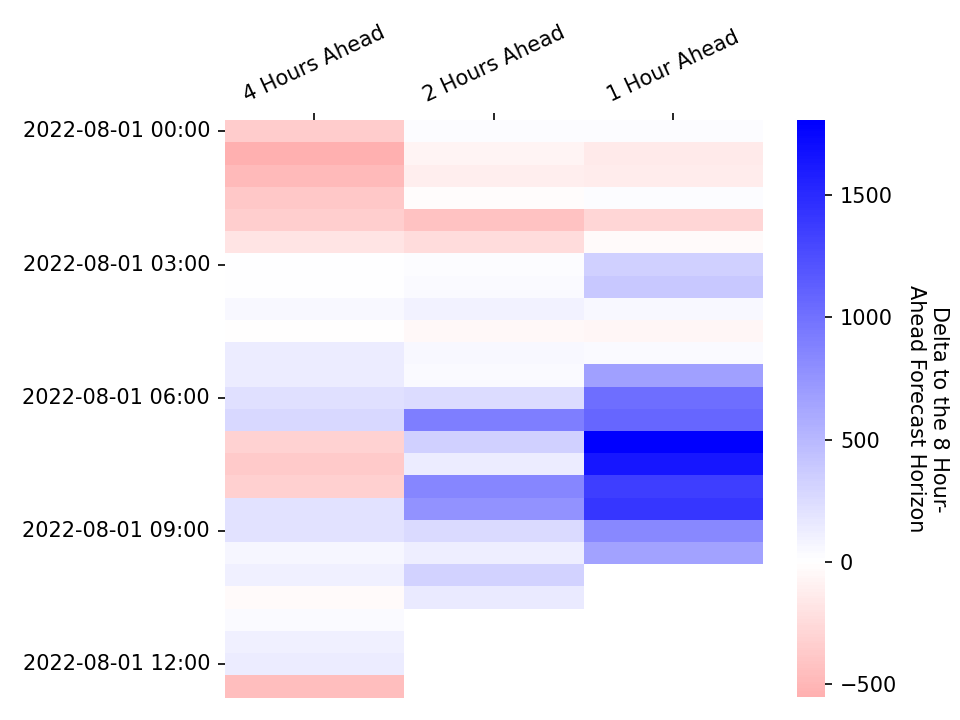 4 Hours Ahead
2 Hours Ahead
1 Hour Ahead
2022-08-01 00:00
2022-08-01 03:00
2022-08-01 06:00
2022-08-01 09:00
2022-08-01 12:00
1500
1000
500
0
−500
Delta to the 8 Hour-
Ahead Forecast Horizon